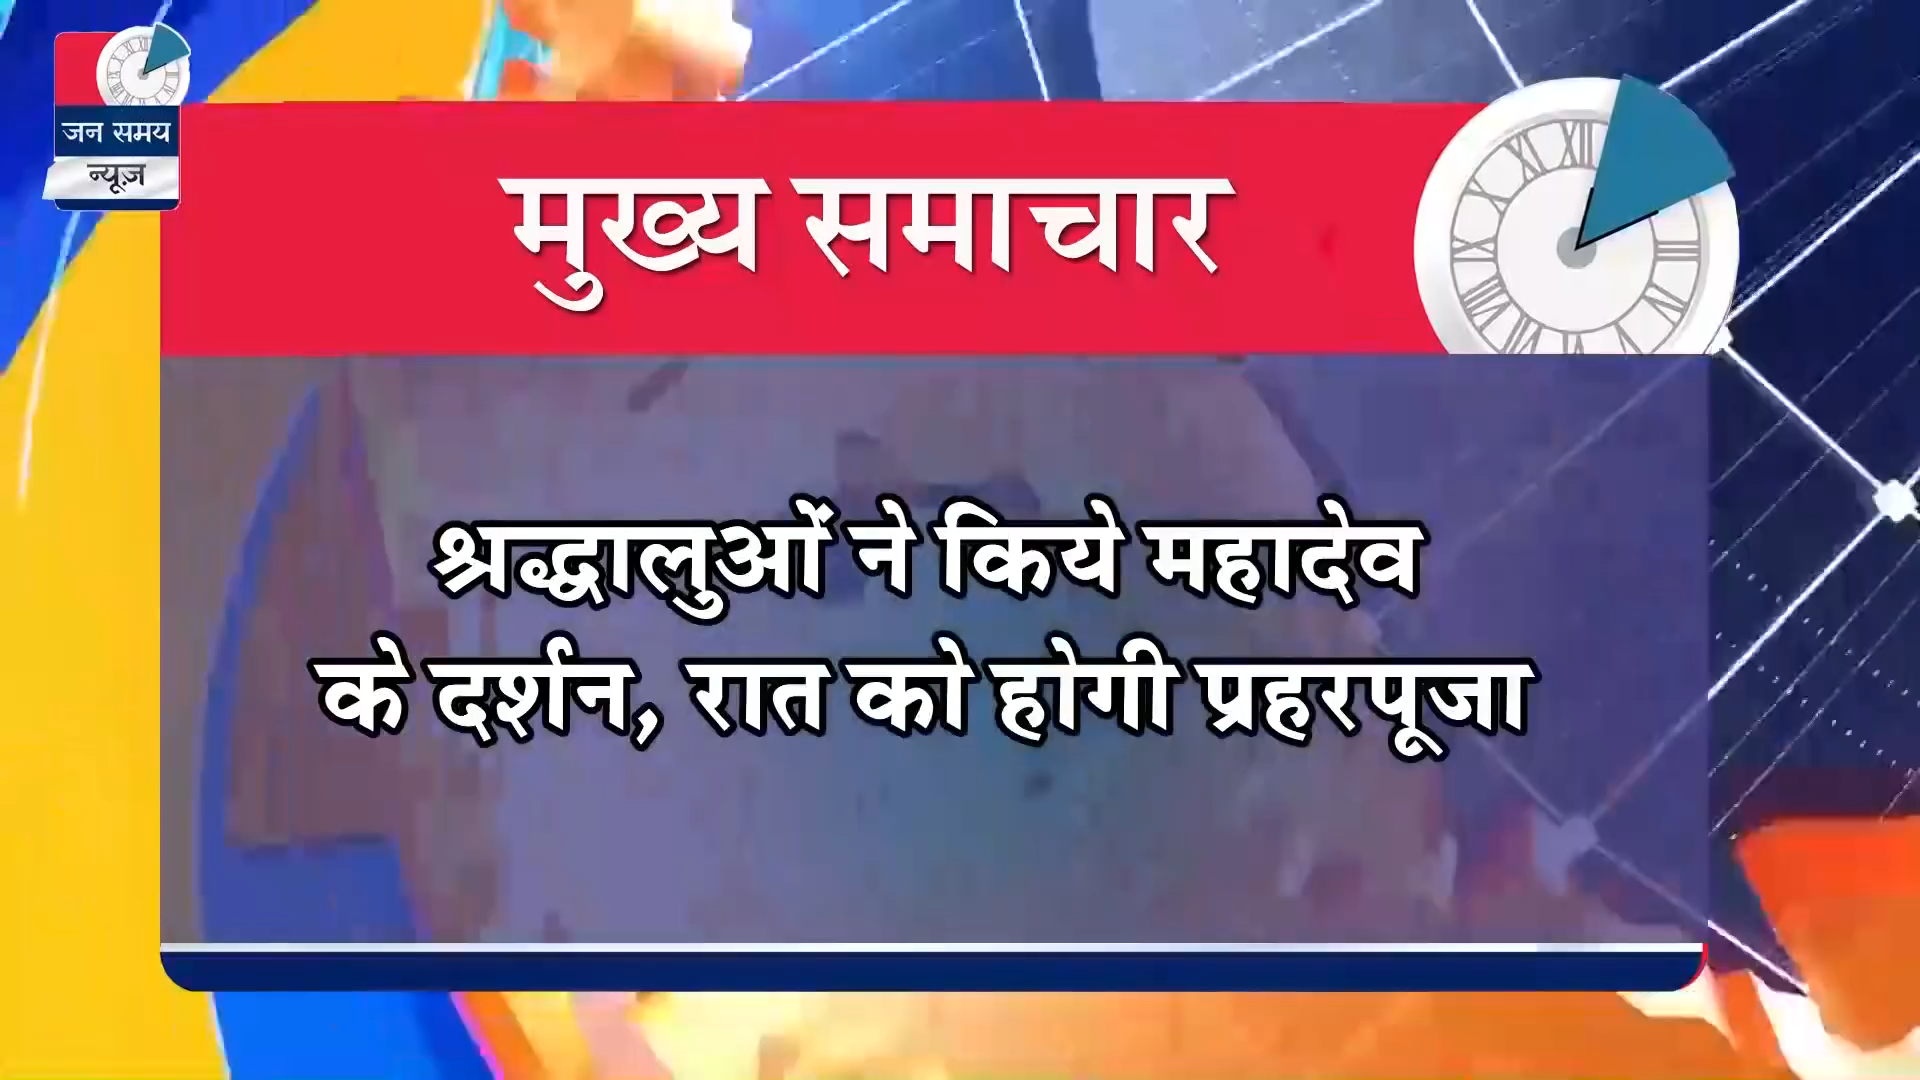 जन समय
न्यूज़
मुख्य समाचार
श्रद्धालुओं ने किये महादेव
के दर्शन, रात को होगी प्रहरपूजा